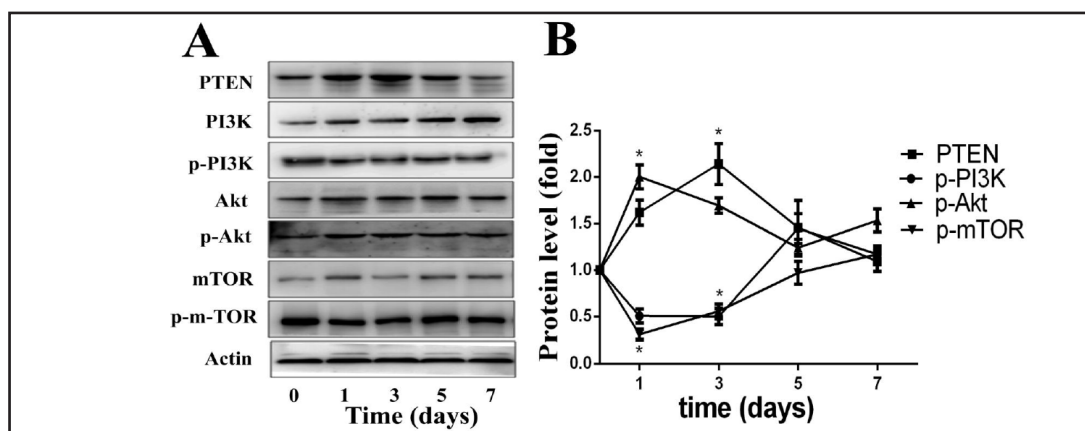 A
PTEN
PI3K
p-PI3K
Akt
p-Akt
mTOR
p-m-TOR
Actin
0 1 3 5 7
Time (days)
B
Protein level (fold)
2.5
2.0
1.5
1.0
0.5
0.0
* * * *
1 3 5 7
time (days)
PTEN
p-PI3K
p-Akt
p-mTOR